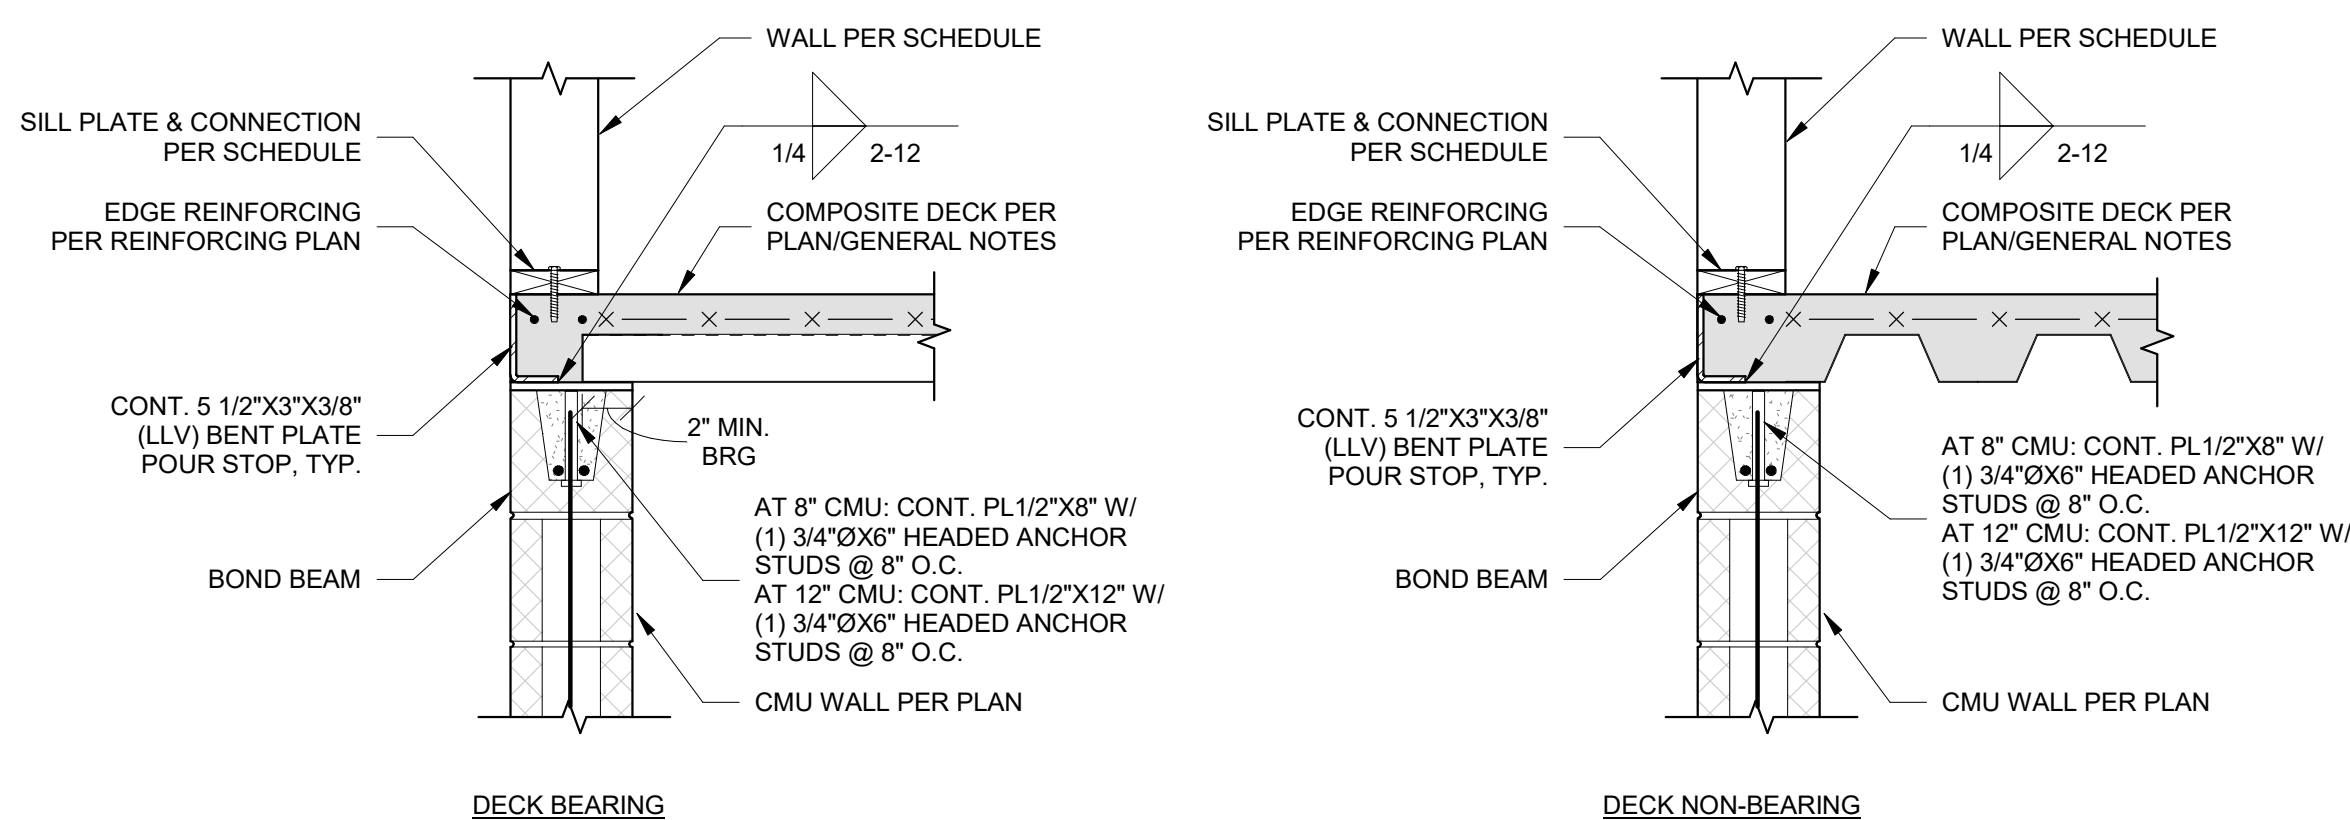 WALL PER SCHEDULE
SILL PLATE & CONNECTION
PER SCHEDULE
1/4
2-12
EDGE REINFORCING
PER REINFORCING PLAN
COMPOSITE DECK PER
PLAN/GENERAL NOTES
CONT. 5 1/2"X3"X3/8"
(LLV) BENT PLATE
POUR STOP, TYP.
2" MIN.
BRG
AT 8" CMU: CONT. PL1/2"X8" W/
(1) 3/4"ØX6" HEADED ANCHOR
STUDS @ 8" O.C.
AT 12" CMU: CONT. PL1/2"X12" W/
(1) 3/4"ØX6" HEADED ANCHOR
STUDS @ 8" O.C.
BOND BEAM
CMU WALL PER PLAN
DECK BEARING
WALL PER SCHEDULE
SILL PLATE & CONNECTION
PER SCHEDULE
1/4
2-12
EDGE REINFORCING
PER REINFORCING PLAN
COMPOSITE DECK PER
PLAN/GENERAL NOTES
CONT. 5 1/2"X3"X3/8"
(LLV) BENT PLATE
POUR STOP, TYP.
AT 8" CMU: CONT. PL1/2"X8" W/
(1) 3/4"ØX6" HEADED ANCHOR
STUDS @ 8" O.C.
AT 12" CMU: CONT. PL1/2"X12" W/
(1) 3/4"ØX6" HEADED ANCHOR
STUDS @ 8" O.C.
BOND BEAM
CMU WALL PER PLAN
DECK NON-BEARING